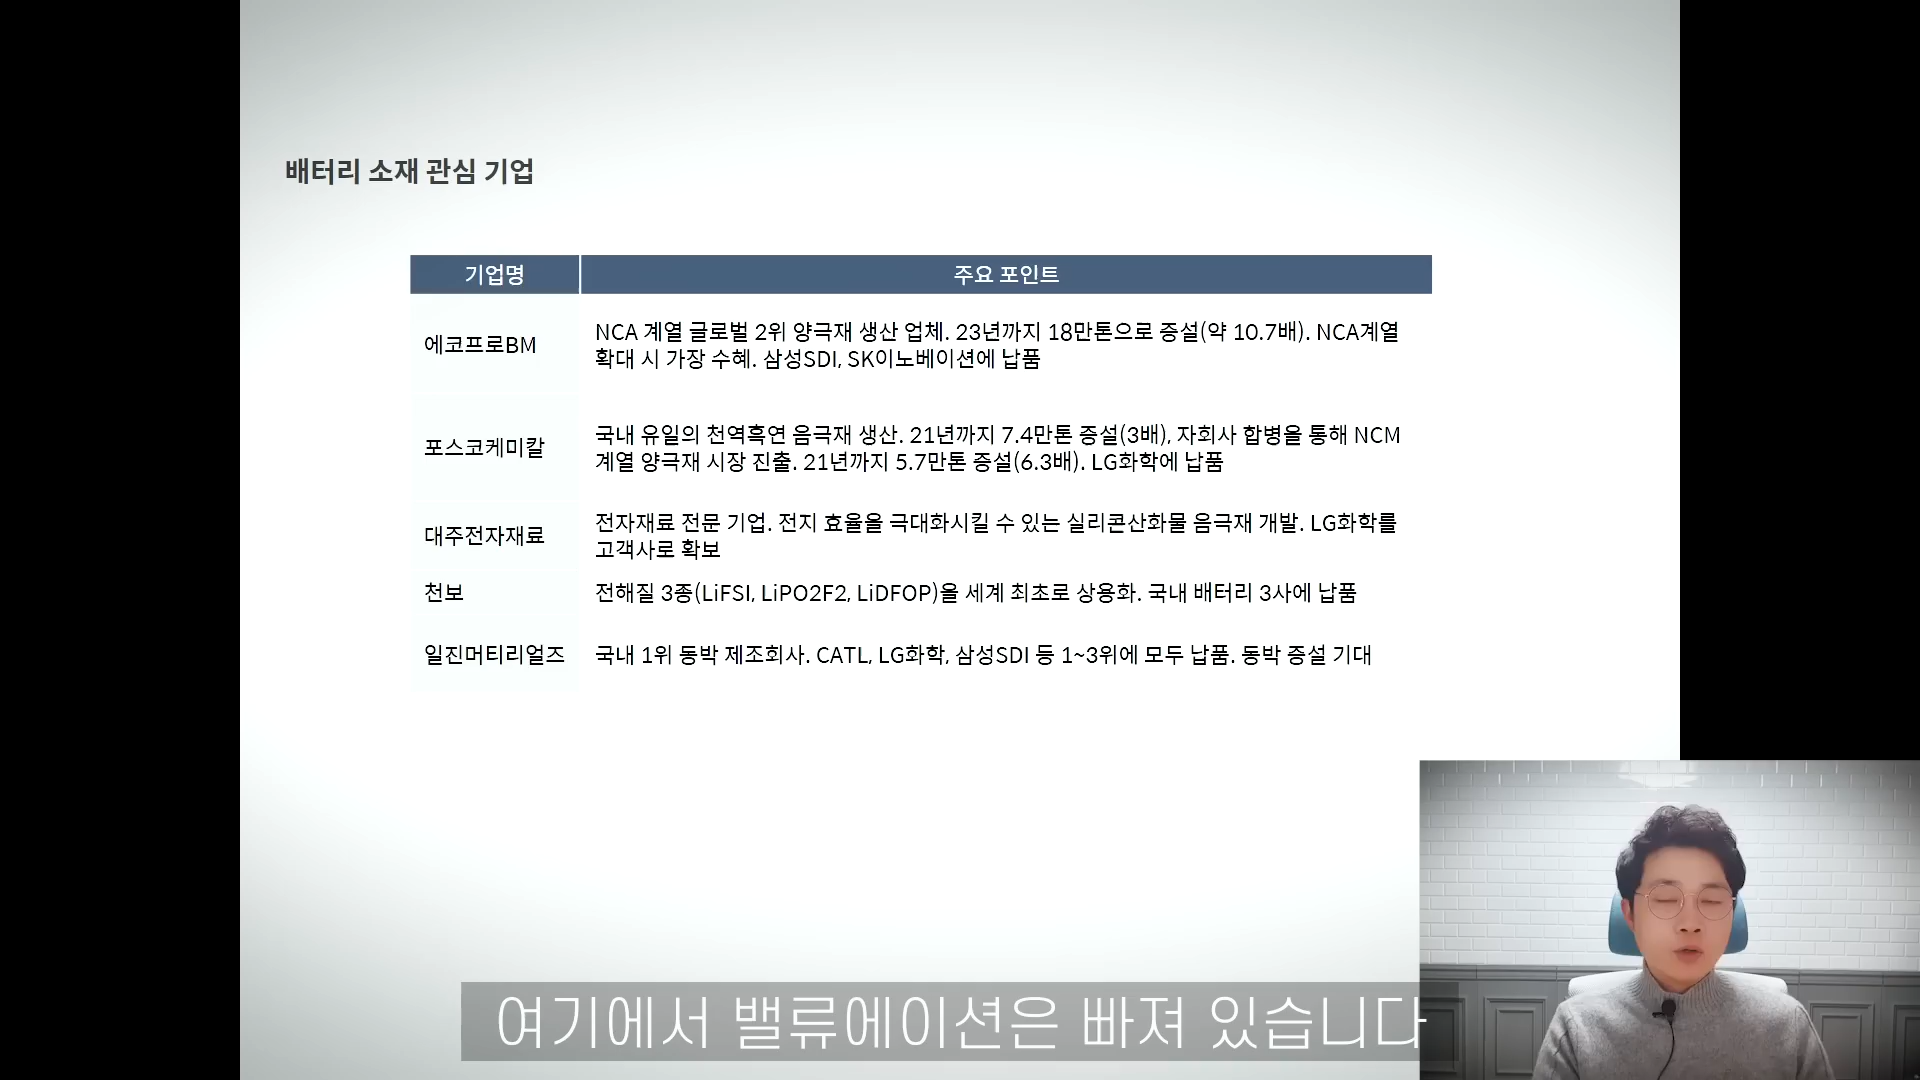 배터리 소재 관심 기업
기업명 주요 포인트
에코프로BM
NCA 계열 글로벌 2위 양극재 생산 업체. 23년까지 18만톤으로 증설(약 10.7배). NCA계열
확대 시 가장 수혜. 삼성SDI, SK이노베이션에 납품
포스코케미칼
국내 유일의 천역흑연 음극재 생산. 21년까지 7.4만톤 증설(3배), 자회사 합병을 통해 NCM
계열 양극재 시장 진출. 21년까지 5.7만톤 증설(6.3배). LG화학에 납품
대주전자재료
전자재료 전문 기업. 전지 효율을 극대화시킬 수 있는 실리콘산화물 음극재 개발. LG화학를
고객사로 확보
천보
전해질 3종(LiFSI, LiPO2F2, LiDFOP)을 세계 최초로 상용화. 국내 배터리 3사에 납품
일진머티리얼즈
국내 1위 동박 제조회사. CATL, LG화학, 삼성SDI 등 1~3위에 모두 납품. 동박 증설 기대
여기에서 밸류에이션은 빠져 있습니다